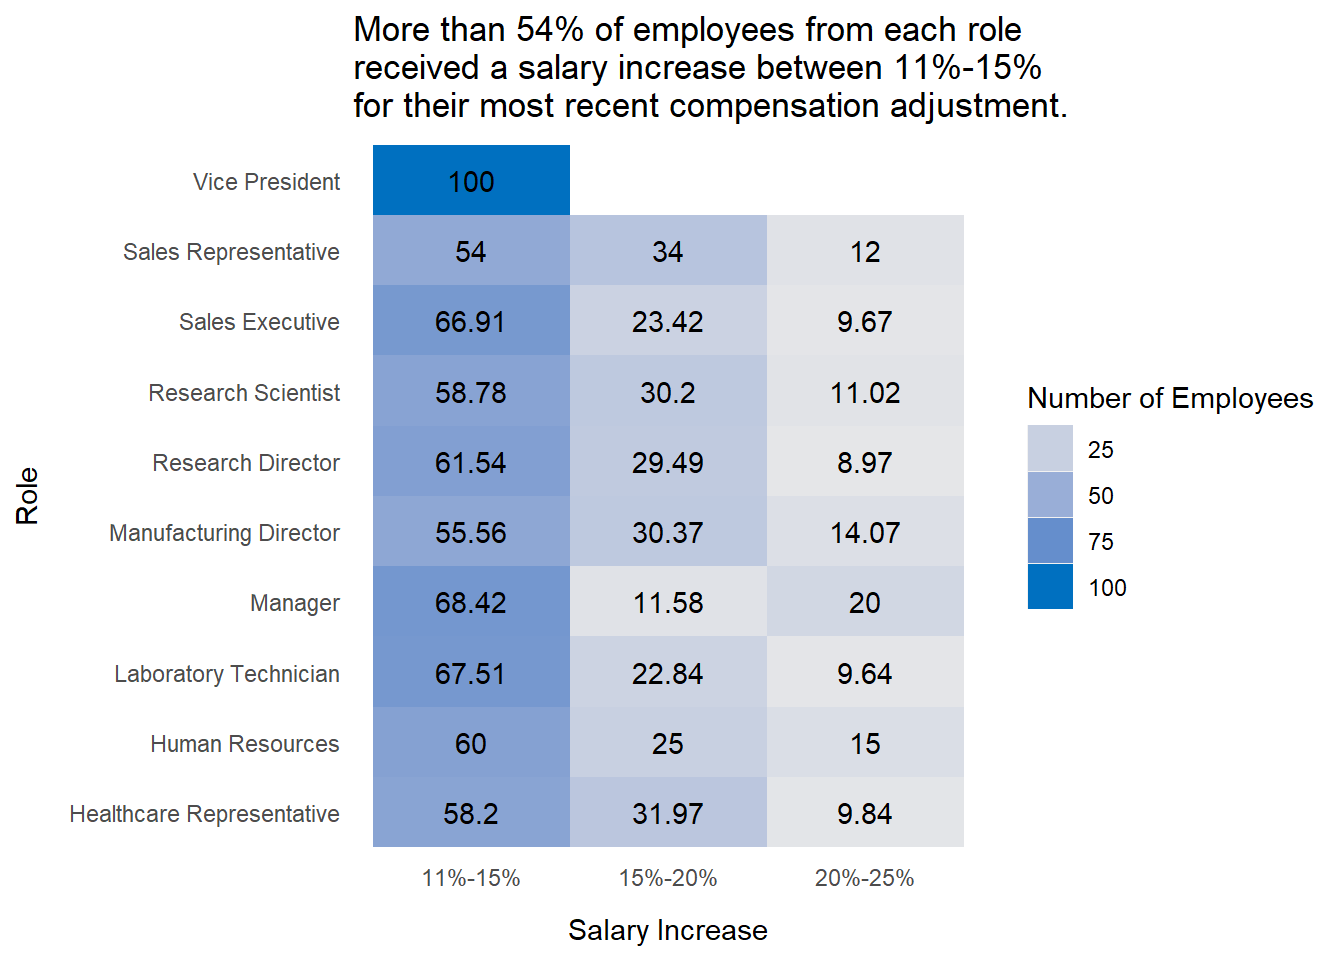 More than 54% of employees from each role
received a salary increase between 11%-15%
for their most recent compensation adjustment.
Vice President 100
Sales Representative 54 34 12
Sales Executive 66.91 23.42 9.67
Research Scientist 58.78 30.2 11.02
Research Director 61.54 29.49 8.97
Manufacturing Director 55.56 30.37 14.07
Manager 68.42 11.58 20
Laboratory Technician 67.51 22.84 9.64
Human Resources 60 25 15
Healthcare Representative 58.2 31.97 9.84
11%-15% 15%-20% 20%-25%
Salary Increase
Role
Number of Employees
25
50
75
100